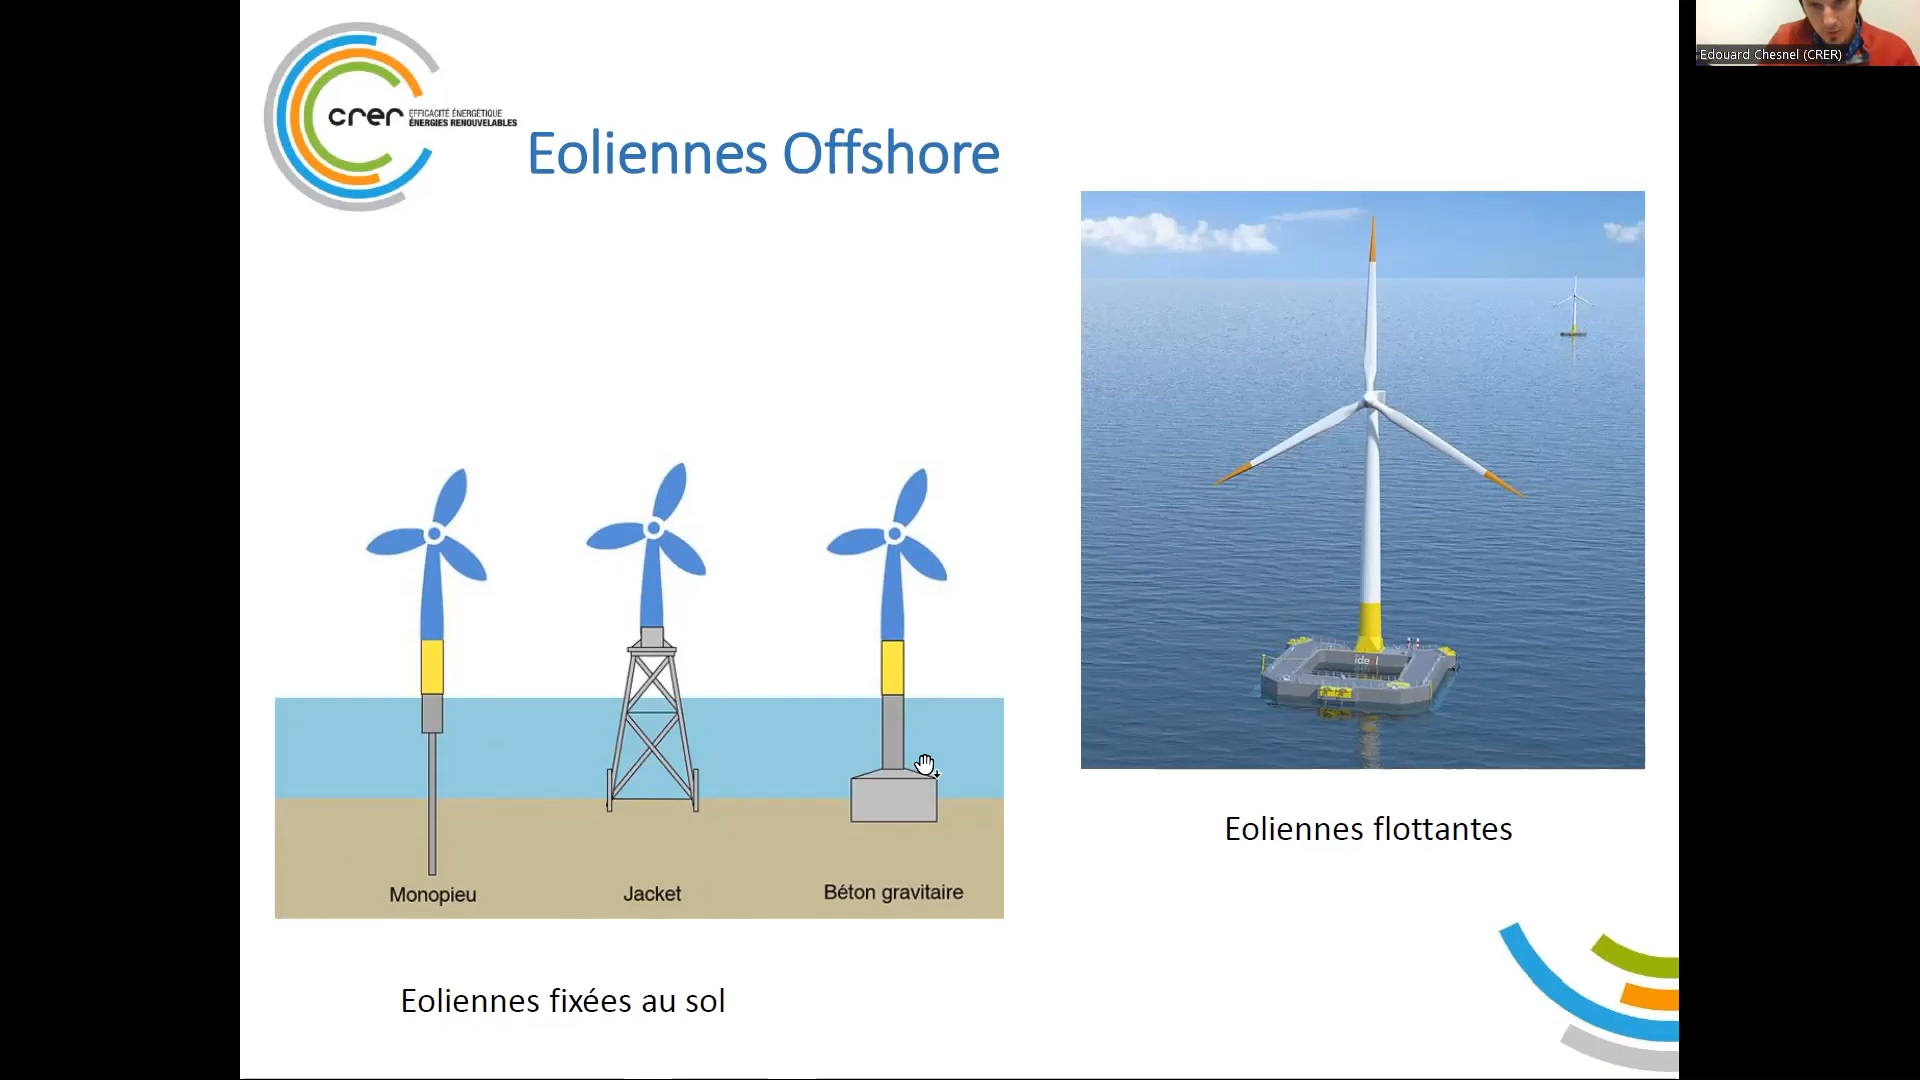 Edouard Chesnel (CRER)
crer
EFFICACITÉ ÉNERGÉTIQUE
ÉNERGIES RENOUVELABLES
Eoliennes Offshore
ideol
Monopieu
Jacket
Béton gravitaire
Eoliennes flottantes
Eoliennes fixées au sol